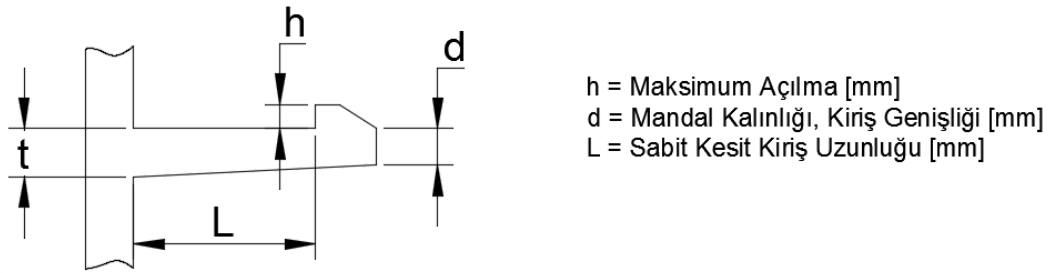 h
d
t
L
h = Maksimum Açılma [mm]
d = Mandal Kalınlığı, Kiriş Genişliği [mm]
L = Sabit Kesit Kiriş Uzunluğu [mm]